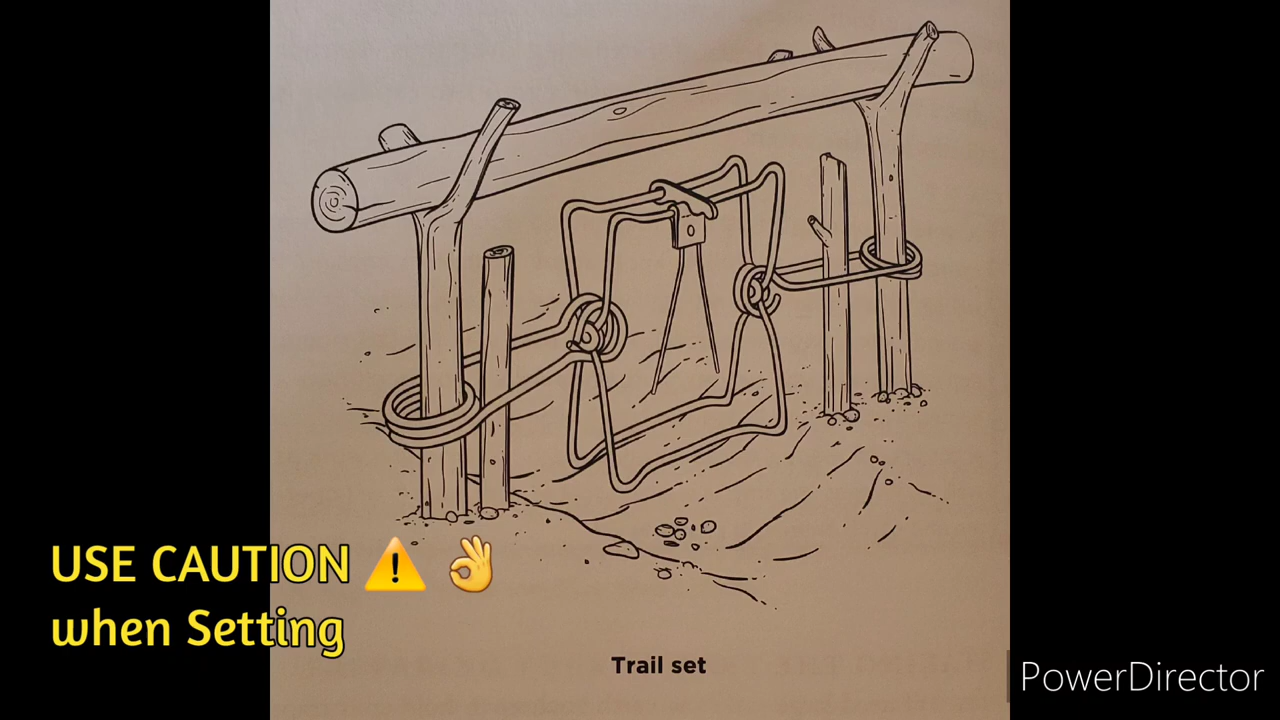 USE CAUTION ⚠️ 👌
when Setting
Trail set
PowerDirector